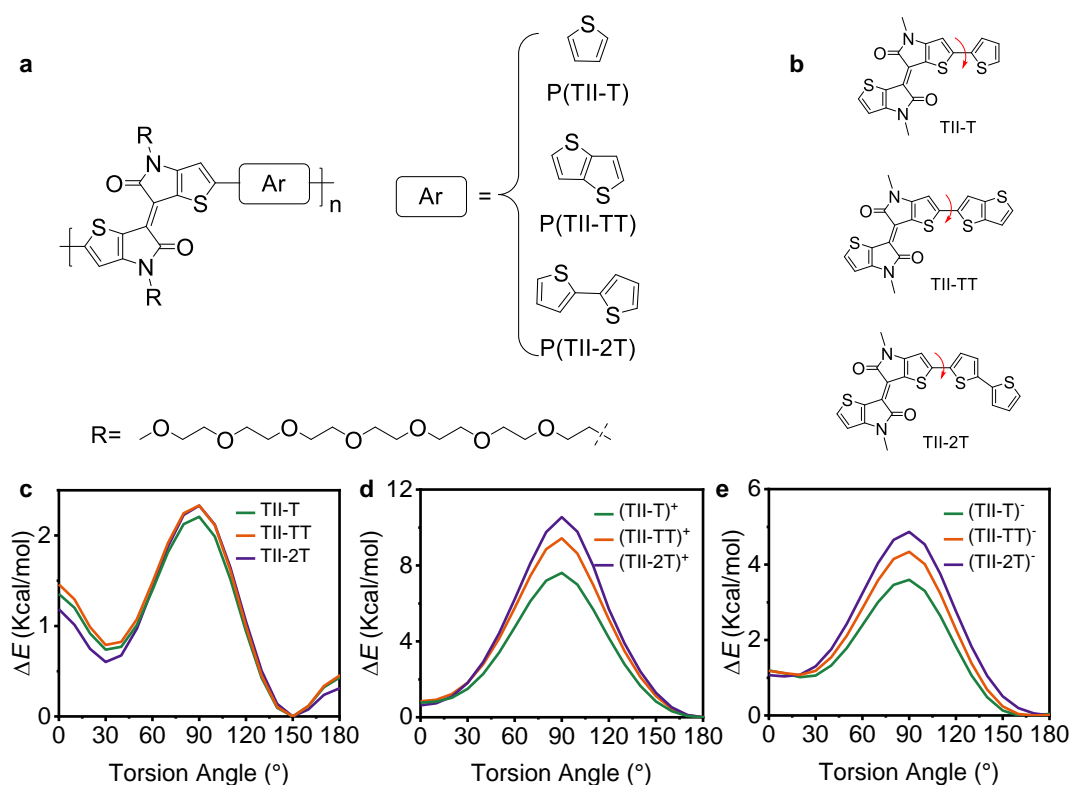 a
R
N
O
S
Ar
n
S
O
N
R
Ar
=
S
P(TII-T)
S
S
P(TII-TT)
S
S
P(TII-2T)
R=
O
O
O
O
O
O
O
b
N
O
S
S
S
O
N
TII-T
N
O
S
S
S
S
O
N
TII-TT
N
O
S
S
S
S
O
N
TII-2T
c
TII-T
TII-TT
TII-2T
2
1
0
ΔE (Kcal/mol)
0 30 60 90 120 150 180
Torsion Angle (°)
d
(TII-T)⁺
(TII-TT)⁺
(TII-2T)⁺
12
8
4
0
ΔE (Kcal/mol)
0 30 60 90 120 150 180
Torsion Angle (°)
e
(TII-T)⁻
(TII-TT)⁻
(TII-2T)⁻
6
4
2
0
ΔE (Kcal/mol)
0 30 60 90 120 150 180
Torsion Angle (°)